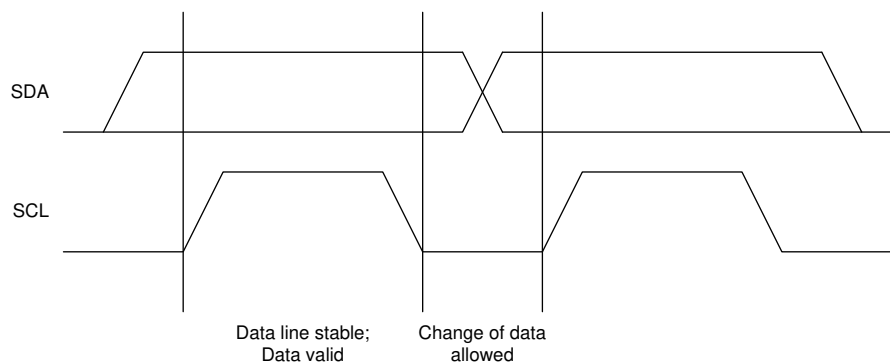 SDA
SCL
Data line stable;
Data valid
Change of data
allowed